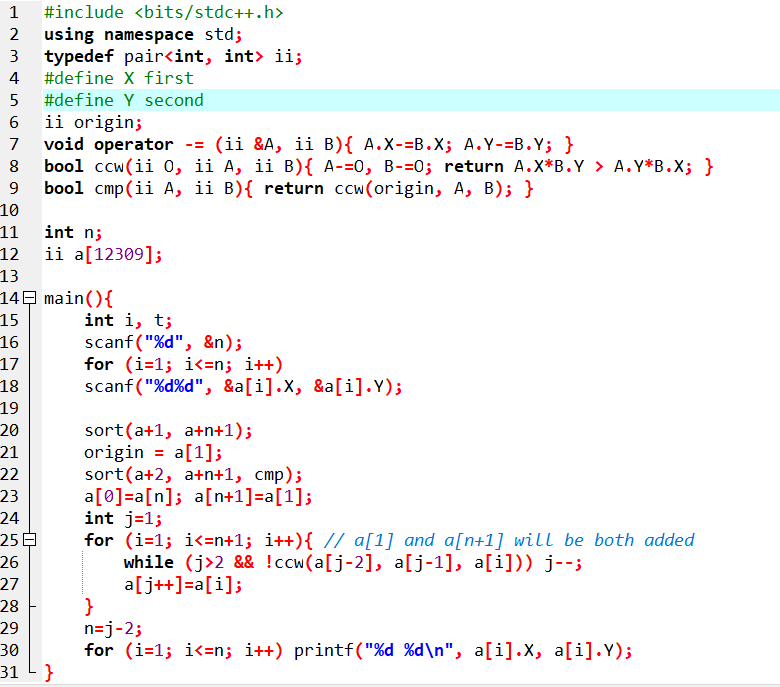 1 #include <bits/stdc++.h>
2 using namespace std;
3 typedef pair<int, int> ii;
4 #define X first
5 #define Y second
6 ii origin;
7 void operator -= (ii &A, ii B){ A.X-=B.X; A.Y-=B.Y; }
8 bool ccw(ii O, ii A, ii B){ A-=O, B-=O; return A.X*B.Y > A.Y*B.X; }
9 bool cmp(ii A, ii B){ return ccw(origin, A, B); }
10
11 int n;
12 ii a[12309];
13
14 main(){
15 int i, t;
16 scanf("%d", &n);
17 for (i=1; i<=n; i++)
18 scanf("%d%d", &a[i].X, &a[i].Y);
19
20 sort(a+1, a+n+1);
21 origin = a[1];
22 sort(a+2, a+n+1, cmp);
23 a[0]=a[n]; a[n+1]=a[1];
24 int j=1;
25 for (i=1; i<=n+1; i++){ // a[1] and a[n+1] will be both added
26 while (j>2 && !ccw(a[j-2], a[j-1], a[i])) j--;
27 a[j++]=a[i];
28 }
29 n=j-2;
30 for (i=1; i<=n; i++) printf("%d %d\n", a[i].X, a[i].Y);
31 }